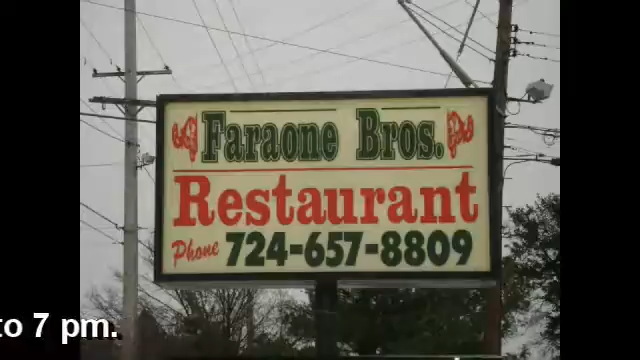 Faraone Bros.
Restaurant
Phone 724-657-8809
to 7 pm.